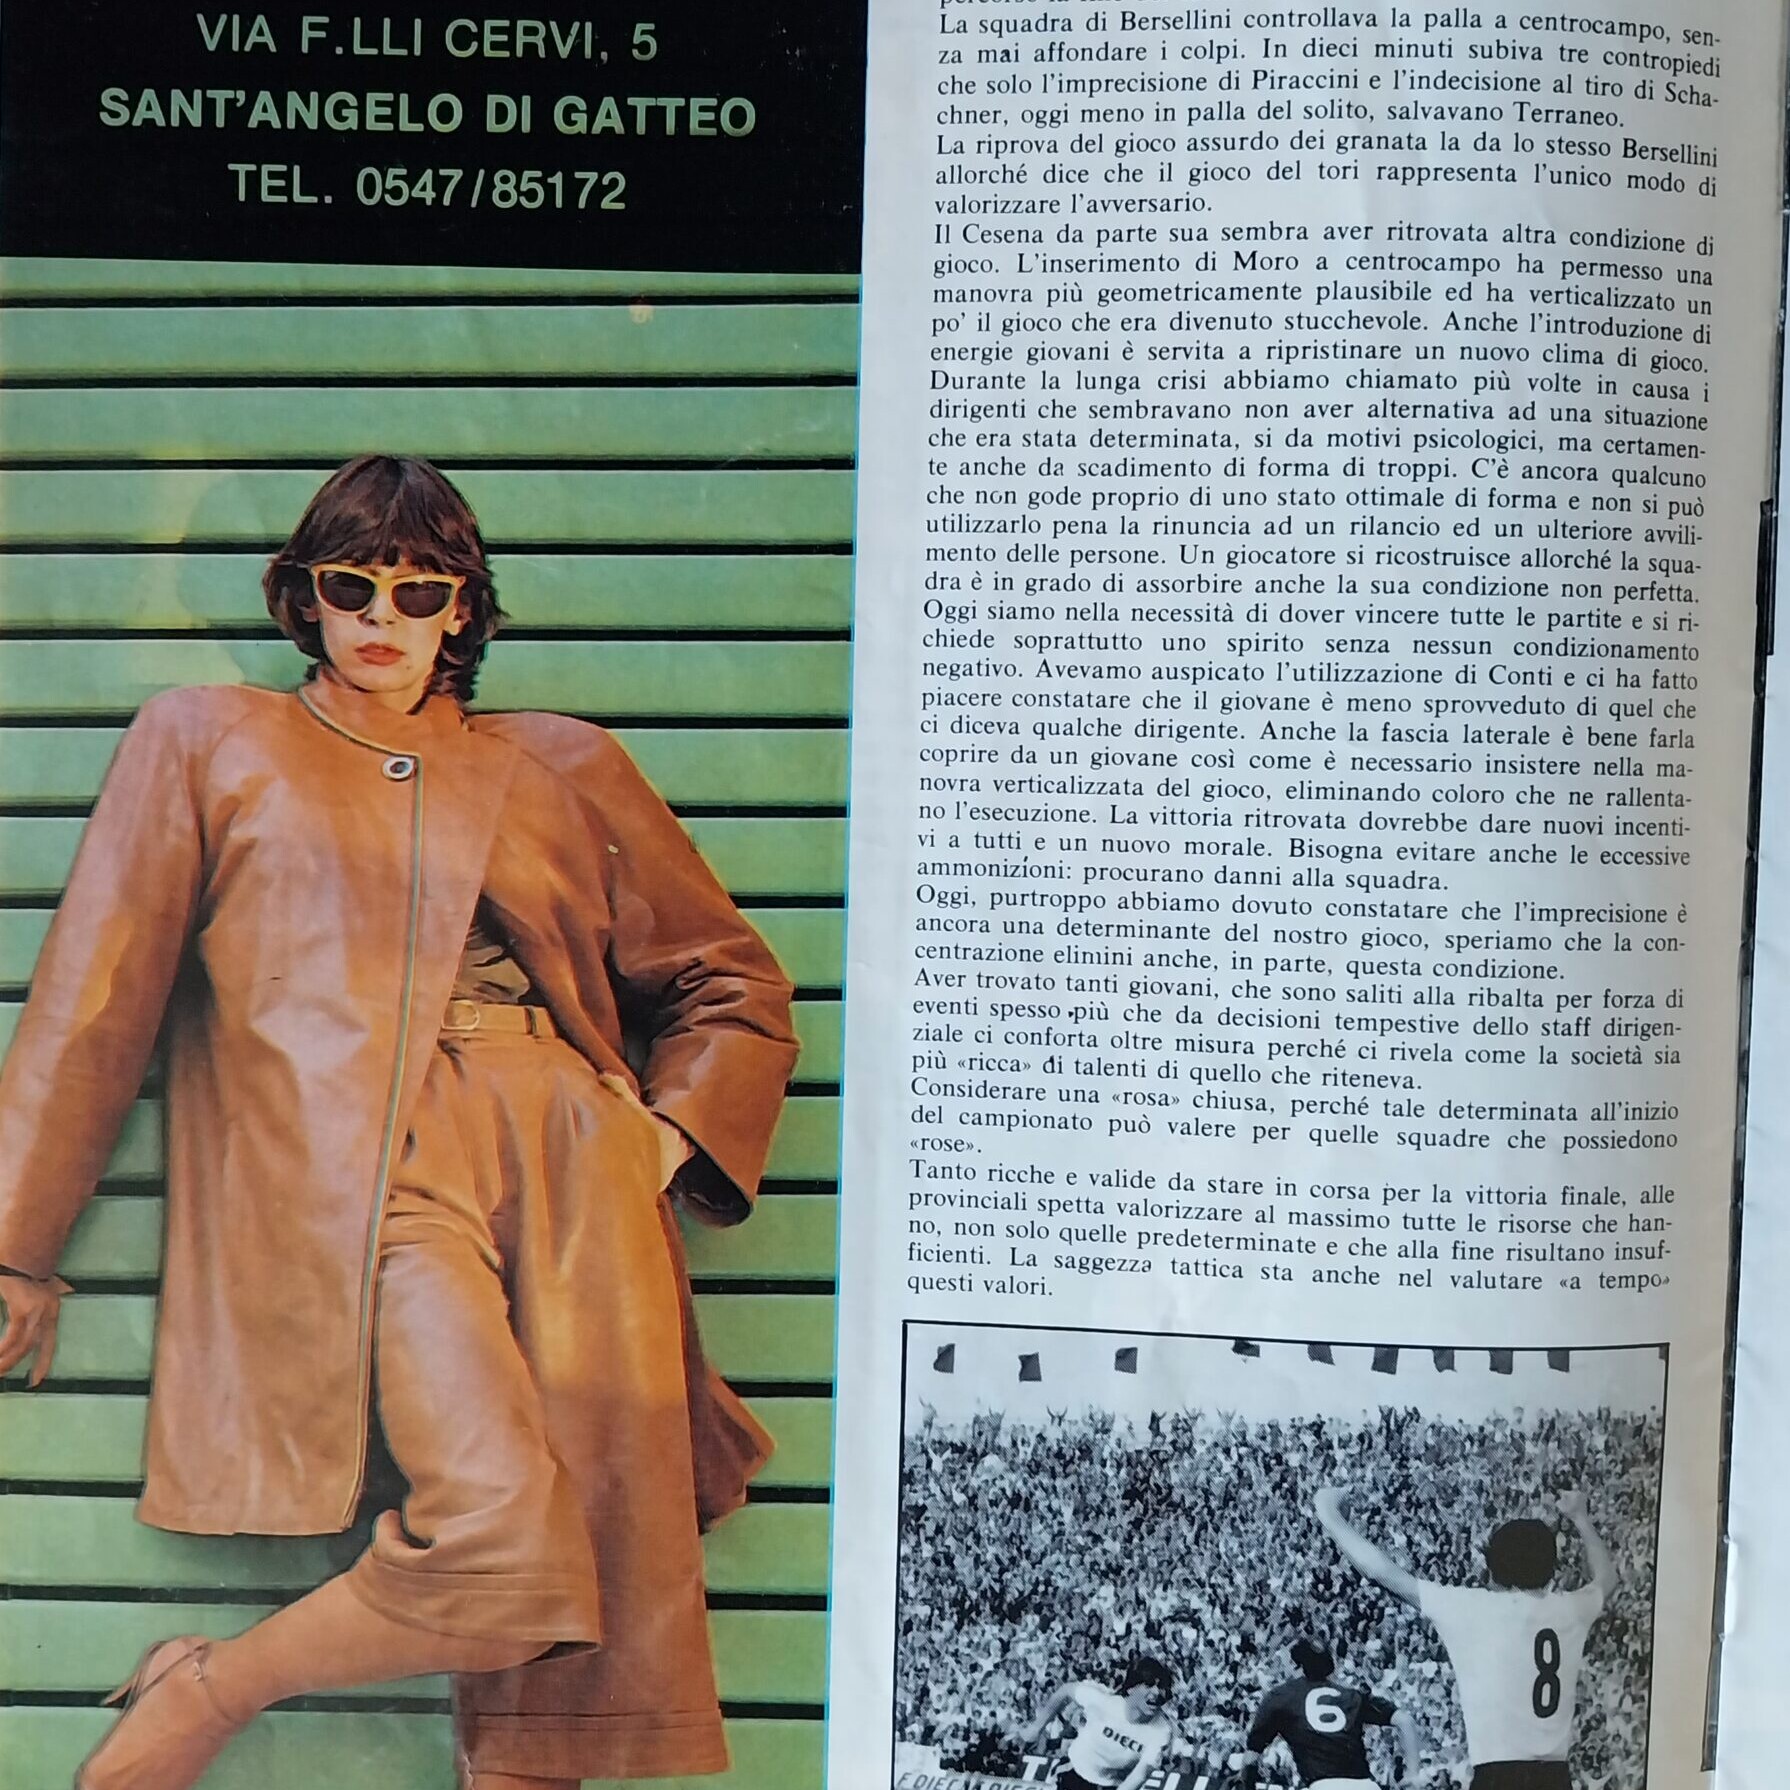 VIA F.LLI CERVI, 5
SANT'ANGELO DI GATTEO
TEL. 0547/85172
La squadra di Bersellini controllava la palla a centrocampo, sen-
za mai affondare i colpi. In dieci minuti subiva tre contropiedi
che solo l'imprecisione di Piraccini e l'indecisione al tiro di Scha-
chner, oggi meno in palla del solito, salvavano Terraneo.
La riprova del gioco assurdo dei granata la da lo stesso Bersellini
allorché dice che il gioco del tori rappresenta l'unico modo di
valorizzare l'avversario.
Il Cesena da parte sua sembra aver ritrovata altra condizione di
gioco. L'inserimento di Moro a centrocampo ha permesso una
manovra più geometricamente plausibile ed ha verticalizzato un
po' il gioco che era divenuto stucchevole. Anche l'introduzione di
energie giovani è servita a ripristinare un nuovo clima di gioco.
Durante la lunga crisi abbiamo chiamato più volte in causa i
dirigenti che sembravano non aver alternativa ad una situazione
che era stata determinata, si da motivi psicologici, ma certamen-
te anche da scadimento di forma di troppi. C'è ancora qualcuno
che non gode proprio di uno stato ottimale di forma e non si può
utilizzarlo pena la rinuncia ad un rilancio ed un ulteriore avvili-
mento delle persone. Un giocatore si ricostruisce allorché la squa-
dra è in grado di assorbire anche la sua condizione non perfetta.
Oggi siamo nella necessità di dover vincere tutte le partite e si ri-
chiede soprattutto uno spirito senza nessun condizionamento
negativo. Avevamo auspicato l'utilizzazione di Conti e ci ha fatto
piacere constatare che il giovane è meno sprovveduto di quel che
ci diceva qualche dirigente. Anche la fascia laterale è bene farla
coprire da un giovane così come è necessario insistere nella ma-
novra verticalizzata del gioco, eliminando coloro che ne rallenta-
no l'esecuzione. La vittoria ritrovata dovrebbe dare nuovi incenti-
vi a tutti e un nuovo morale. Bisogna evitare anche le eccessive
ammonizioni: procurano danni alla squadra.
Oggi, purtroppo abbiamo dovuto constatare che l'imprecisione è
ancora una determinante del nostro gioco, speriamo che la con-
centrazione elimini anche, in parte, questa condizione.
Aver trovato tanti giovani, che sono saliti alla ribalta per forza di
eventi spesso più che da decisioni tempestive dello staff dirigen-
ziale ci conforta oltre misura perché ci rivela come la società sia
più «ricca» di talenti di quello che riteneva.
Considerare una «rosa» chiusa, perché tale determinata all'inizio
del campionato può valere per quelle squadre che possiedono
«rose».
Tanto ricche e valide da stare in corsa per la vittoria finale, alle
provinciali spetta valorizzare al massimo tutte le risorse che han-
no, non solo quelle predeterminate e che alla fine risultano insuf-
ficienti. La saggezza tattica sta anche nel valutare «a tempo»
questi valori.
8
6
DIECI